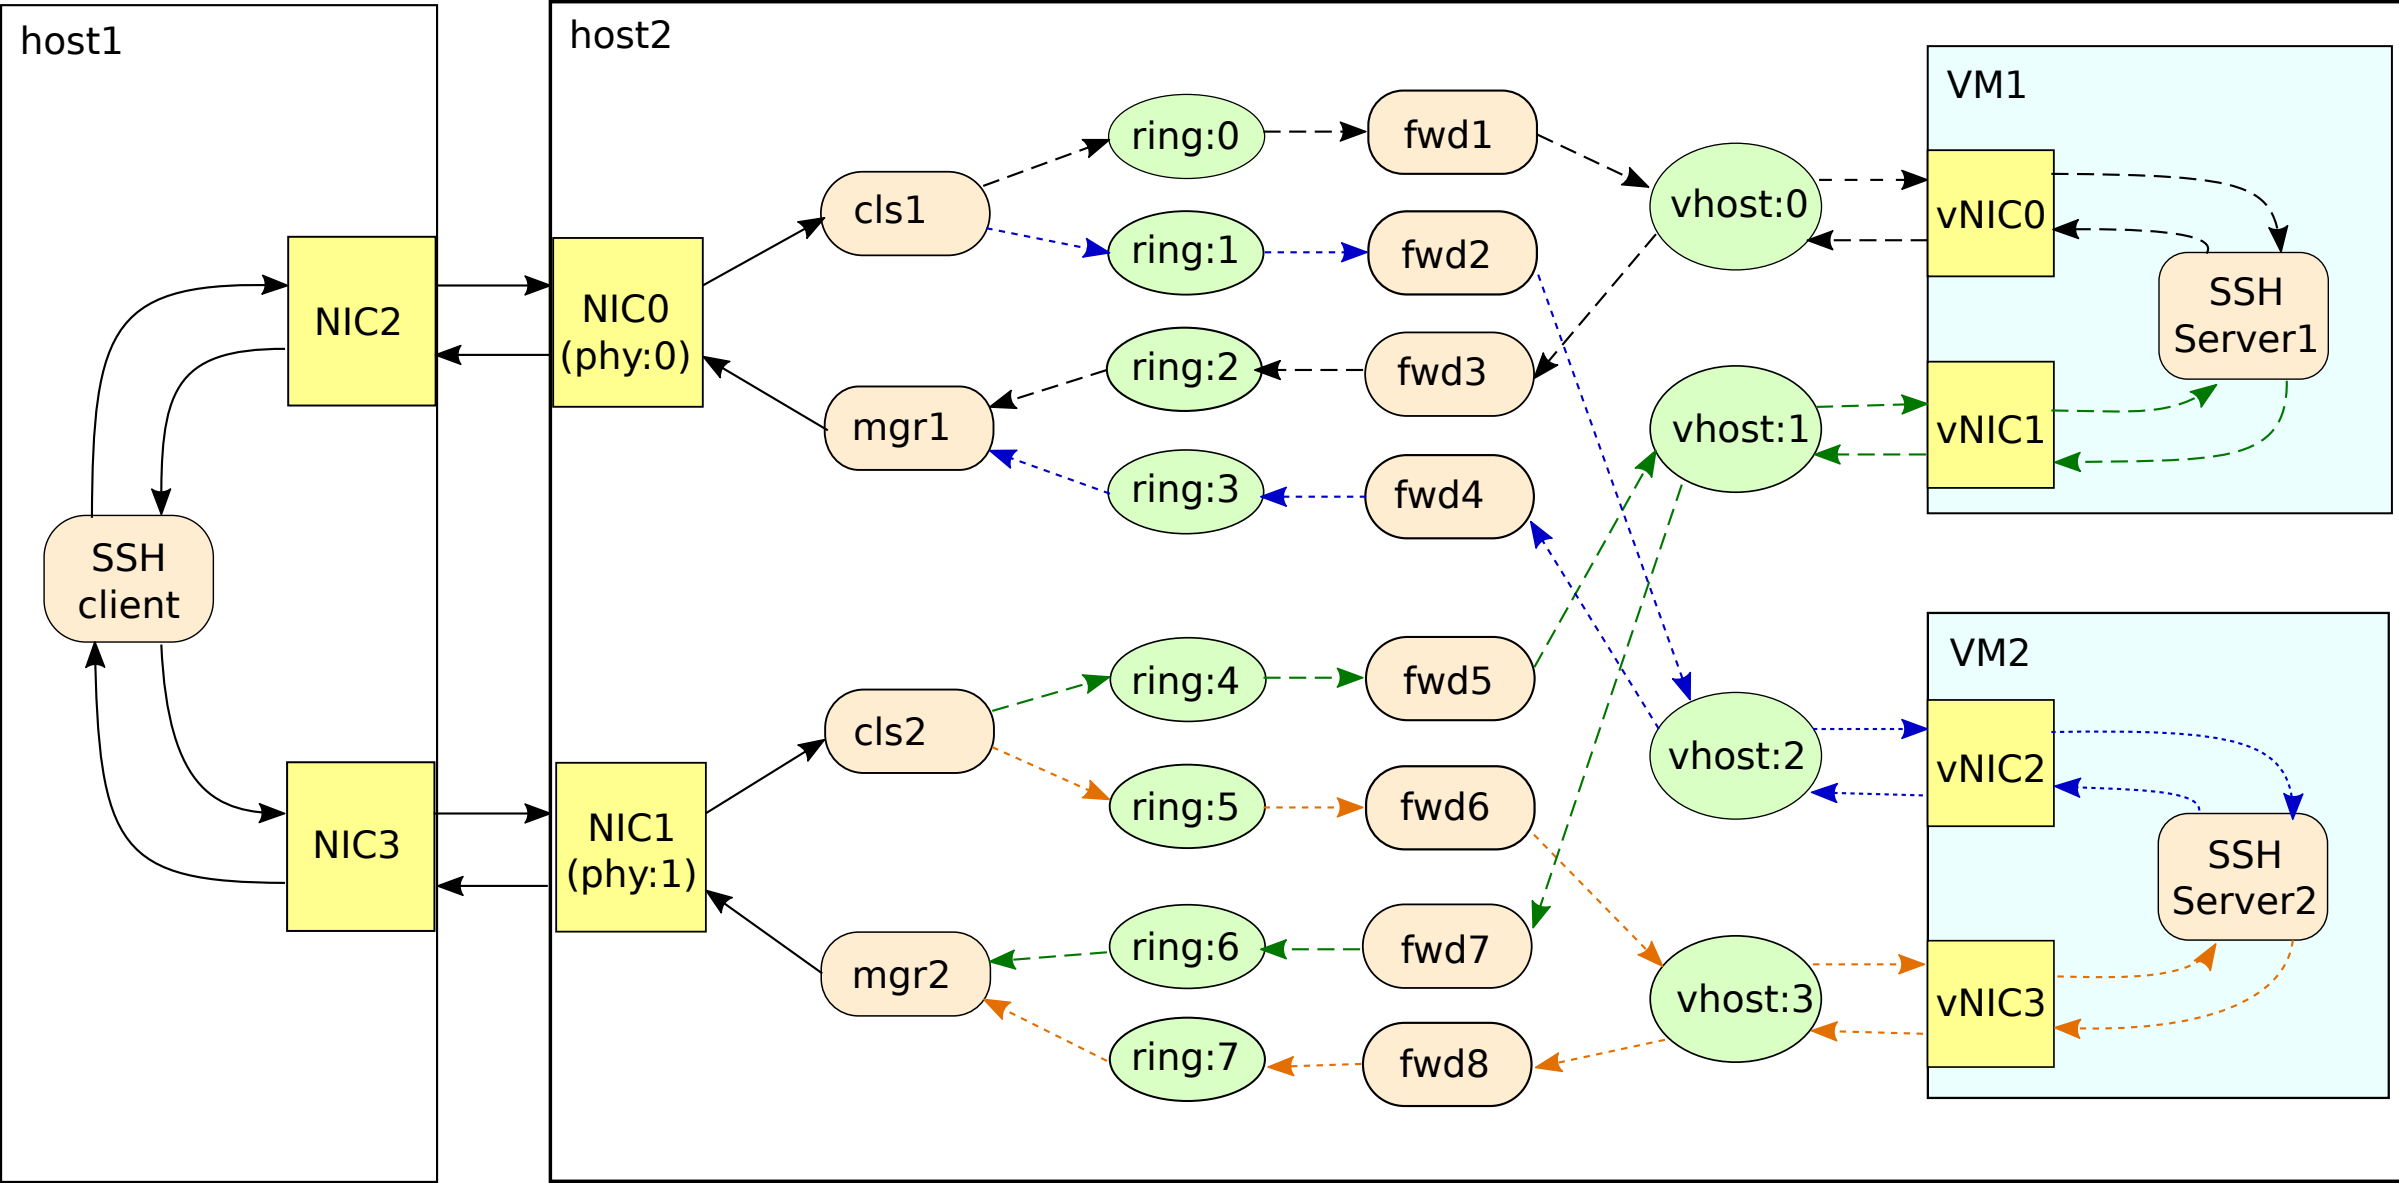 host1
NIC2
SSH
client
NIC3
host2
NIC0
(phy:0)
cls1
mgr1
ring:0
ring:1
ring:2
ring:3
fwd1
fwd2
fwd3
fwd4
NIC1
(phy:1)
cls2
mgr2
ring:4
ring:5
ring:6
ring:7
fwd5
fwd6
fwd7
fwd8
vhost:0
vhost:1
vhost:2
vhost:3
VM1
vNIC0
SSH
Server1
vNIC1
VM2
vNIC2
SSH
Server2
vNIC3